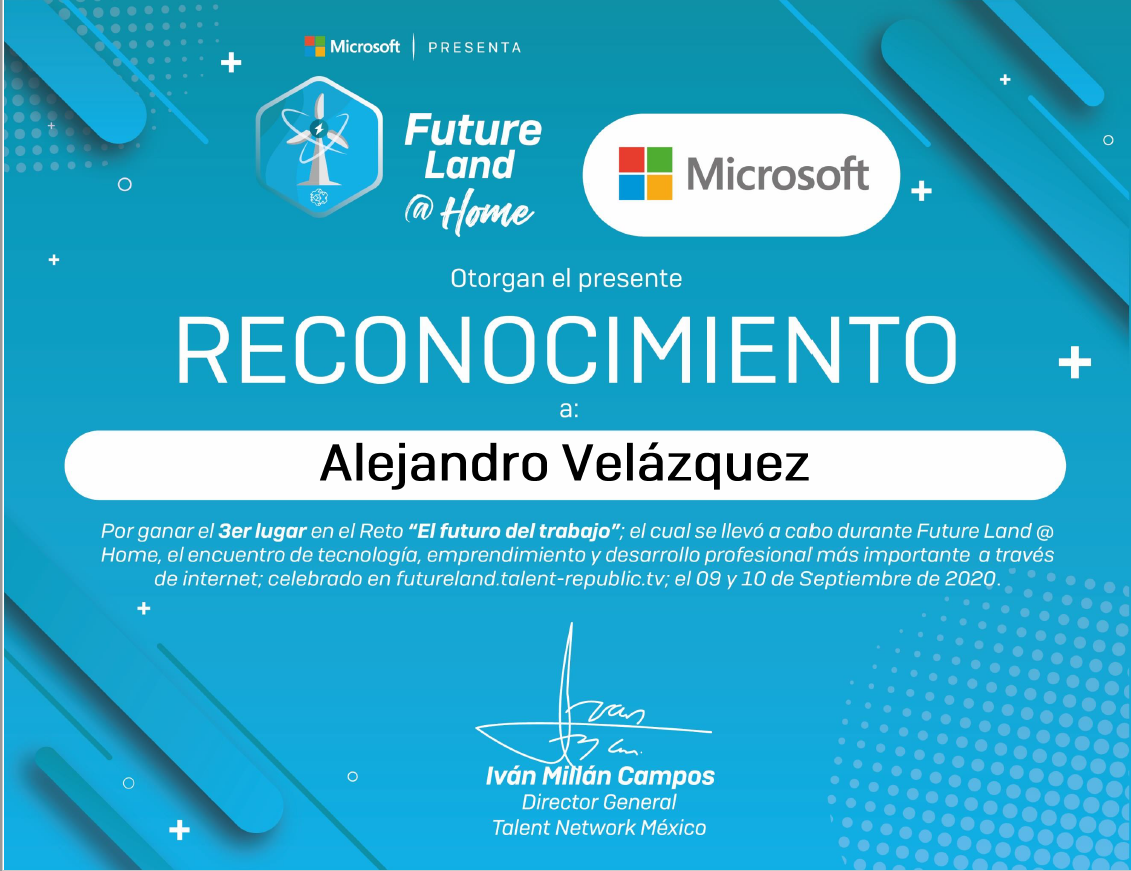 Microsoft | PRESENTA
Future
Land
@ Home
Microsoft
Otorgan el presente
RECONOCIMIENTO
a:
Alejandro Velázquez
Por ganar el 3er lugar en el Reto “El futuro del trabajo”; el cual se llevó a cabo durante Future Land @
Home, el encuentro de tecnología, emprendimiento y desarrollo profesional más importante a través
de internet; celebrado en futureland.talent-republic.tv; el 09 y 10 de Septiembre de 2020.
Iván Millán Campos
Director General
Talent Network México